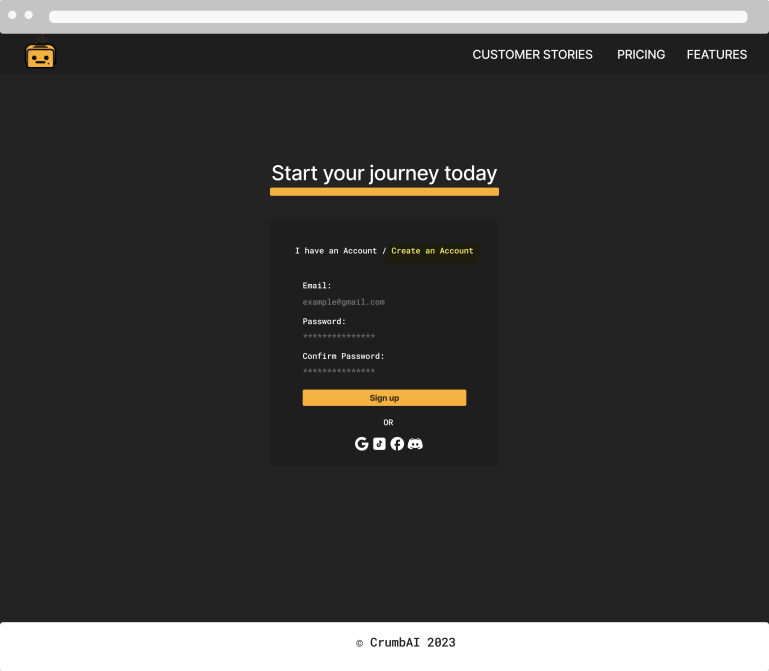 CUSTOMER STORIES PRICING FEATURES
Start your journey today
I have an Account / Create an Account
Email:
example@gmail.com
Password:
***************
Confirm Password:
***************
Sign up
OR
© CrumbAI 2023